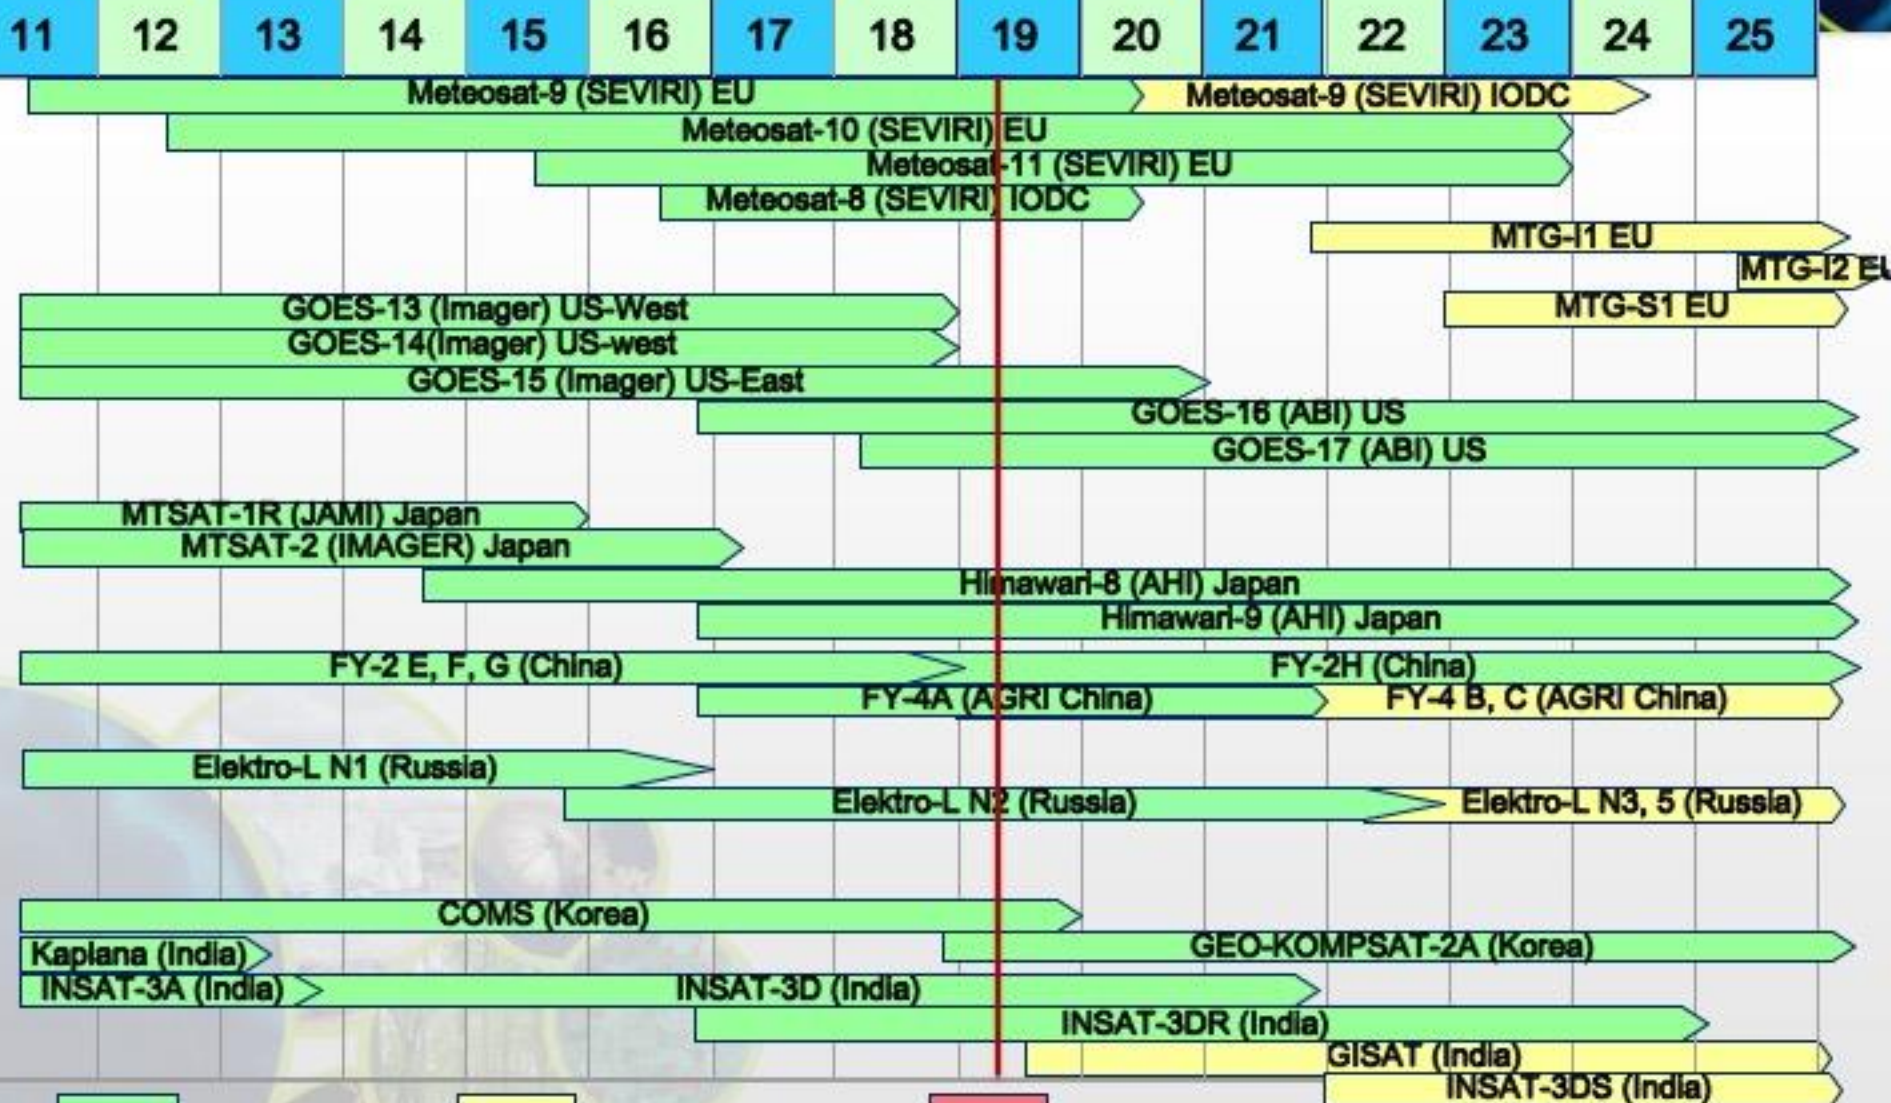 11 12 13 14 15 16 17 18 19 20 21 22 23 24 25
Meteosat-9 (SEVIRI) EU Meteosat-9 (SEVIRI) IODC
Meteosat-10 (SEVIRI) EU
Meteosat-11 (SEVIRI) EU
Meteosat-8 (SEVIRI) IODC
MTG-I1 EU
MTG-I2 EU
MTG-S1 EU
GOES-13 (Imager) US-West
GOES-14(Imager) US-west
GOES-15 (Imager) US-East
GOES-16 (ABI) US
GOES-17 (ABI) US
MTSAT-1R (JAMI) Japan
MTSAT-2 (IMAGER) Japan
Himawari-8 (AHI) Japan
Himawari-9 (AHI) Japan
FY-2 E, F, G (China) FY-2H (China)
FY-4A (AGRI China) FY-4 B, C (AGRI China)
Elektro-L N1 (Russia)
Elektro-L N2 (Russia) Elektro-L N3, 5 (Russia)
COMS (Korea)
GEO-KOMPSAT-2A (Korea)
Kaplana (India)
INSAT-3A (India) INSAT-3D (India)
INSAT-3DR (India)
GISAT (India)
INSAT-3DS (India)